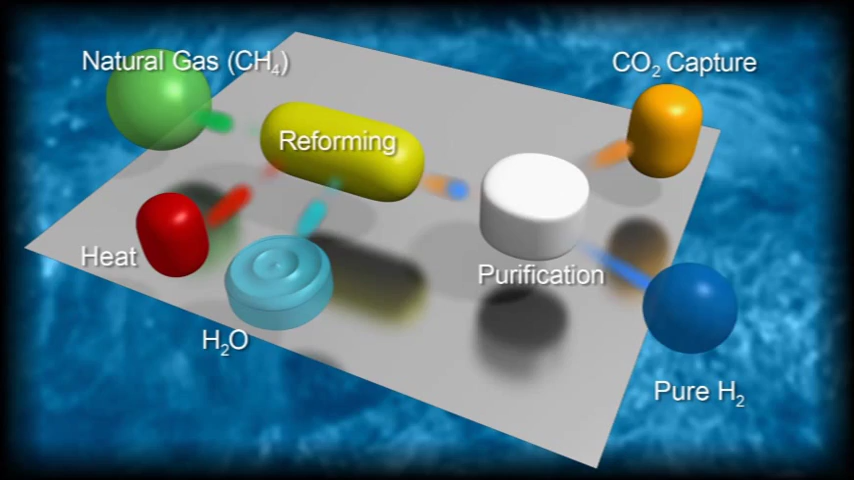 Natural Gas (CH₄)
CO₂ Capture
Reforming
Heat
Purification
H₂O
Pure H₂